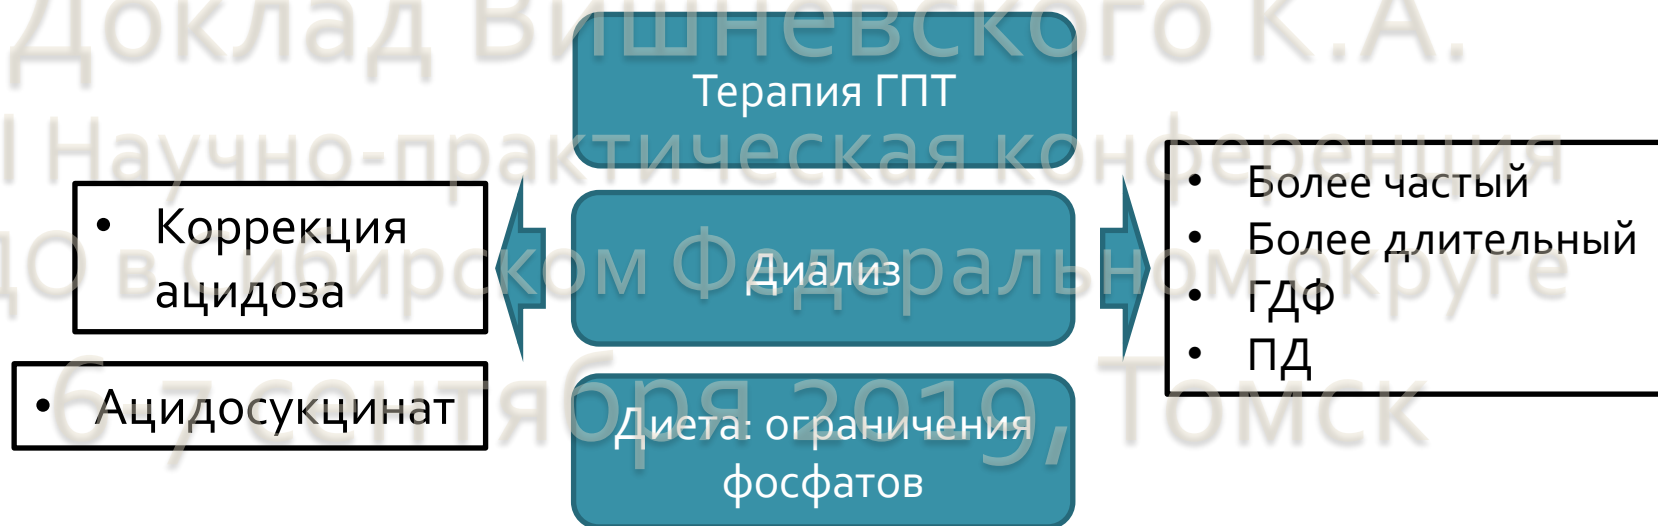 Доклад Вишневского К.А.
Терапия ГПТ
Научно-практическая конференция
• Коррекция
ацидоза
Диализ
• Более частый
• Более длительный
• ГДФ
• ПД
в Сибирском Федеральном округе
• Ацидосукцинат
6-7 сентября 2019, Томск
Диета: ограничения
фосфатов